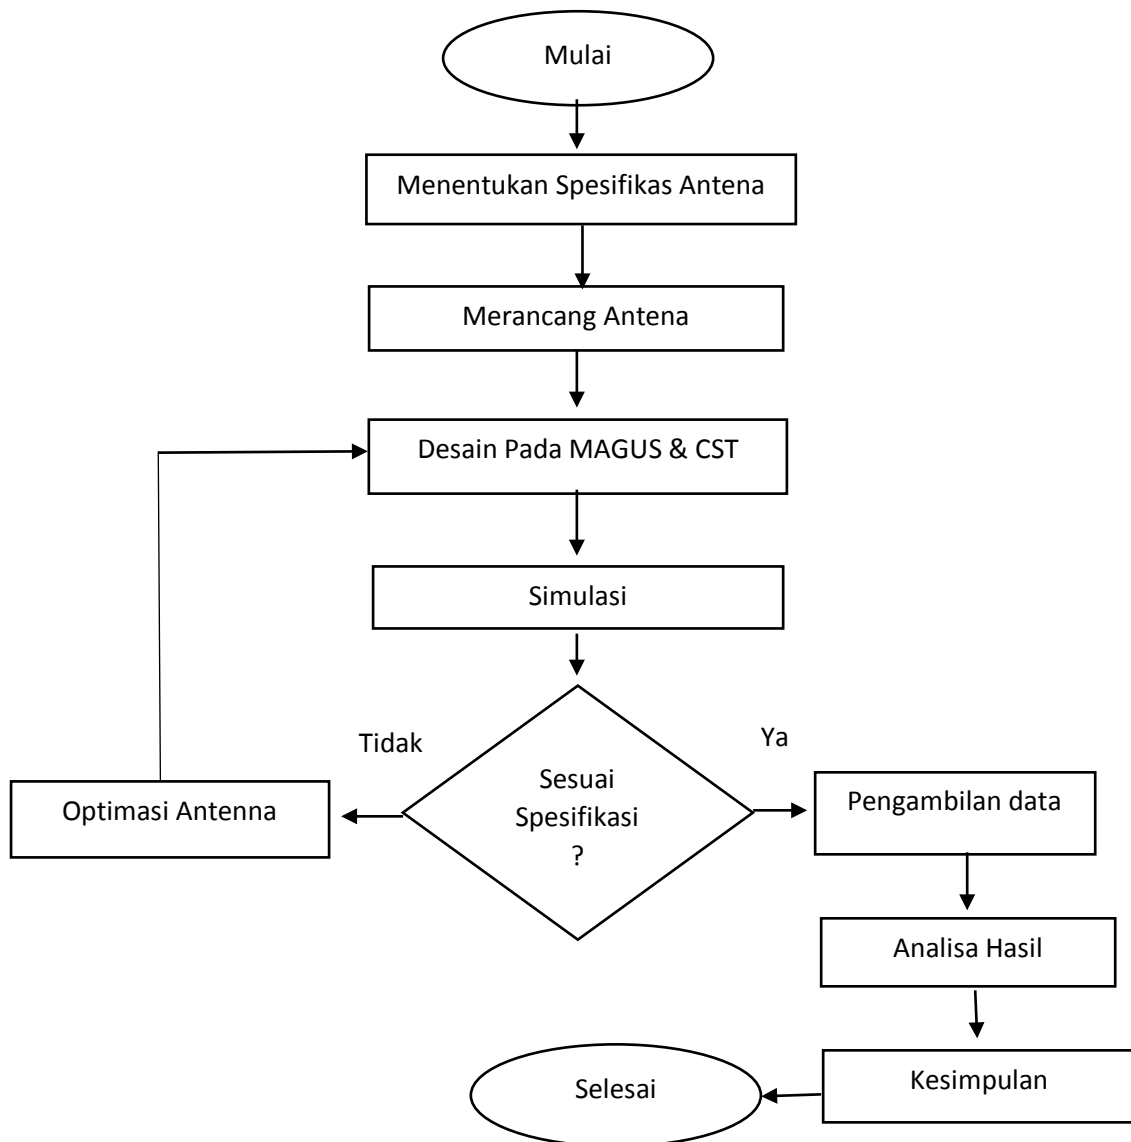 Mulai
Menentukan Spesifikas Antena
Merancang Antena
Desain Pada MAGUS & CST
Simulasi
Tidak
Ya
Sesuai
Spesifikasi
?
Optimasi Antenna
Pengambilan data
Analisa Hasil
Kesimpulan
Selesai